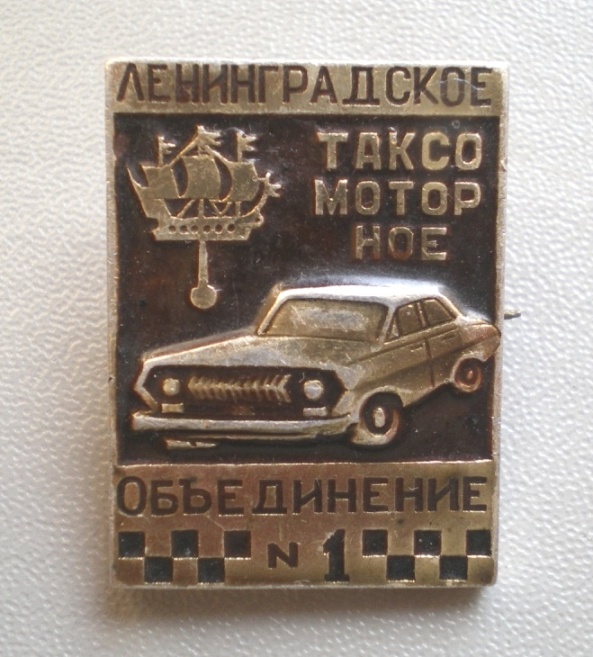 ЛЕНИНГРАДСКОЕ
ТАКСО
МОТОР
НОЕ
ОБЪЕДИНЕНИЕ
N 1